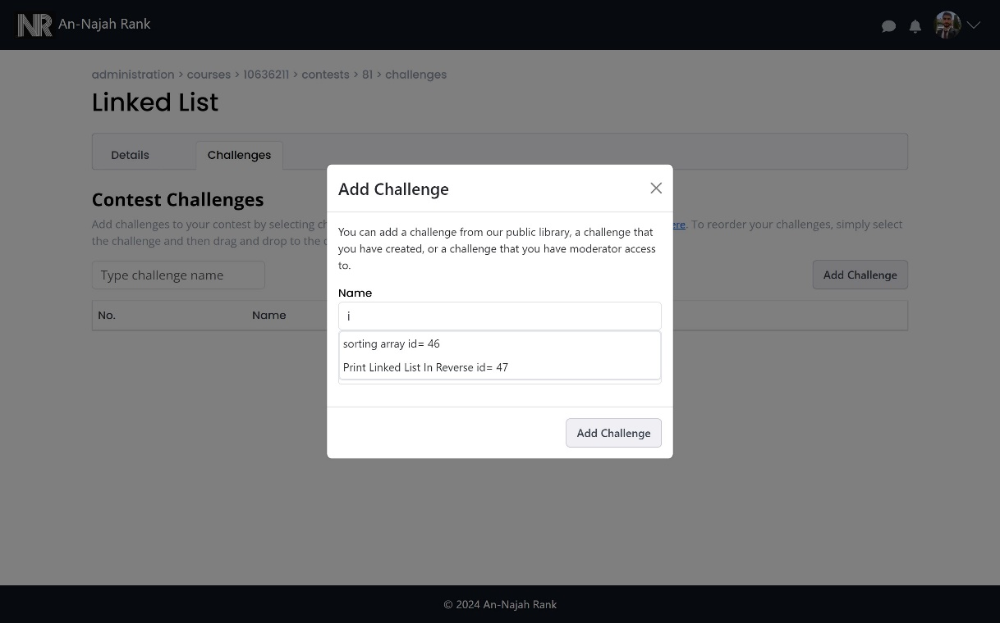 NR An-Najah Rank
administration > courses > 10636211 > contests > 81 > challenges
Linked List
Details Challenges
Contest Challenges
Add challenges to your contest by selecting ch
ere. To reorder your challenges, simply select
the challenge and then drag and drop to the
Type challenge name
Add Challenge
No. Name
Add Challenge
You can add a challenge from our public library, a challenge that
you have created, or a challenge that you have moderator access
to.
Name
i
sorting array id= 46
Print Linked List In Reverse id= 47
Add Challenge
© 2024 An-Najah Rank